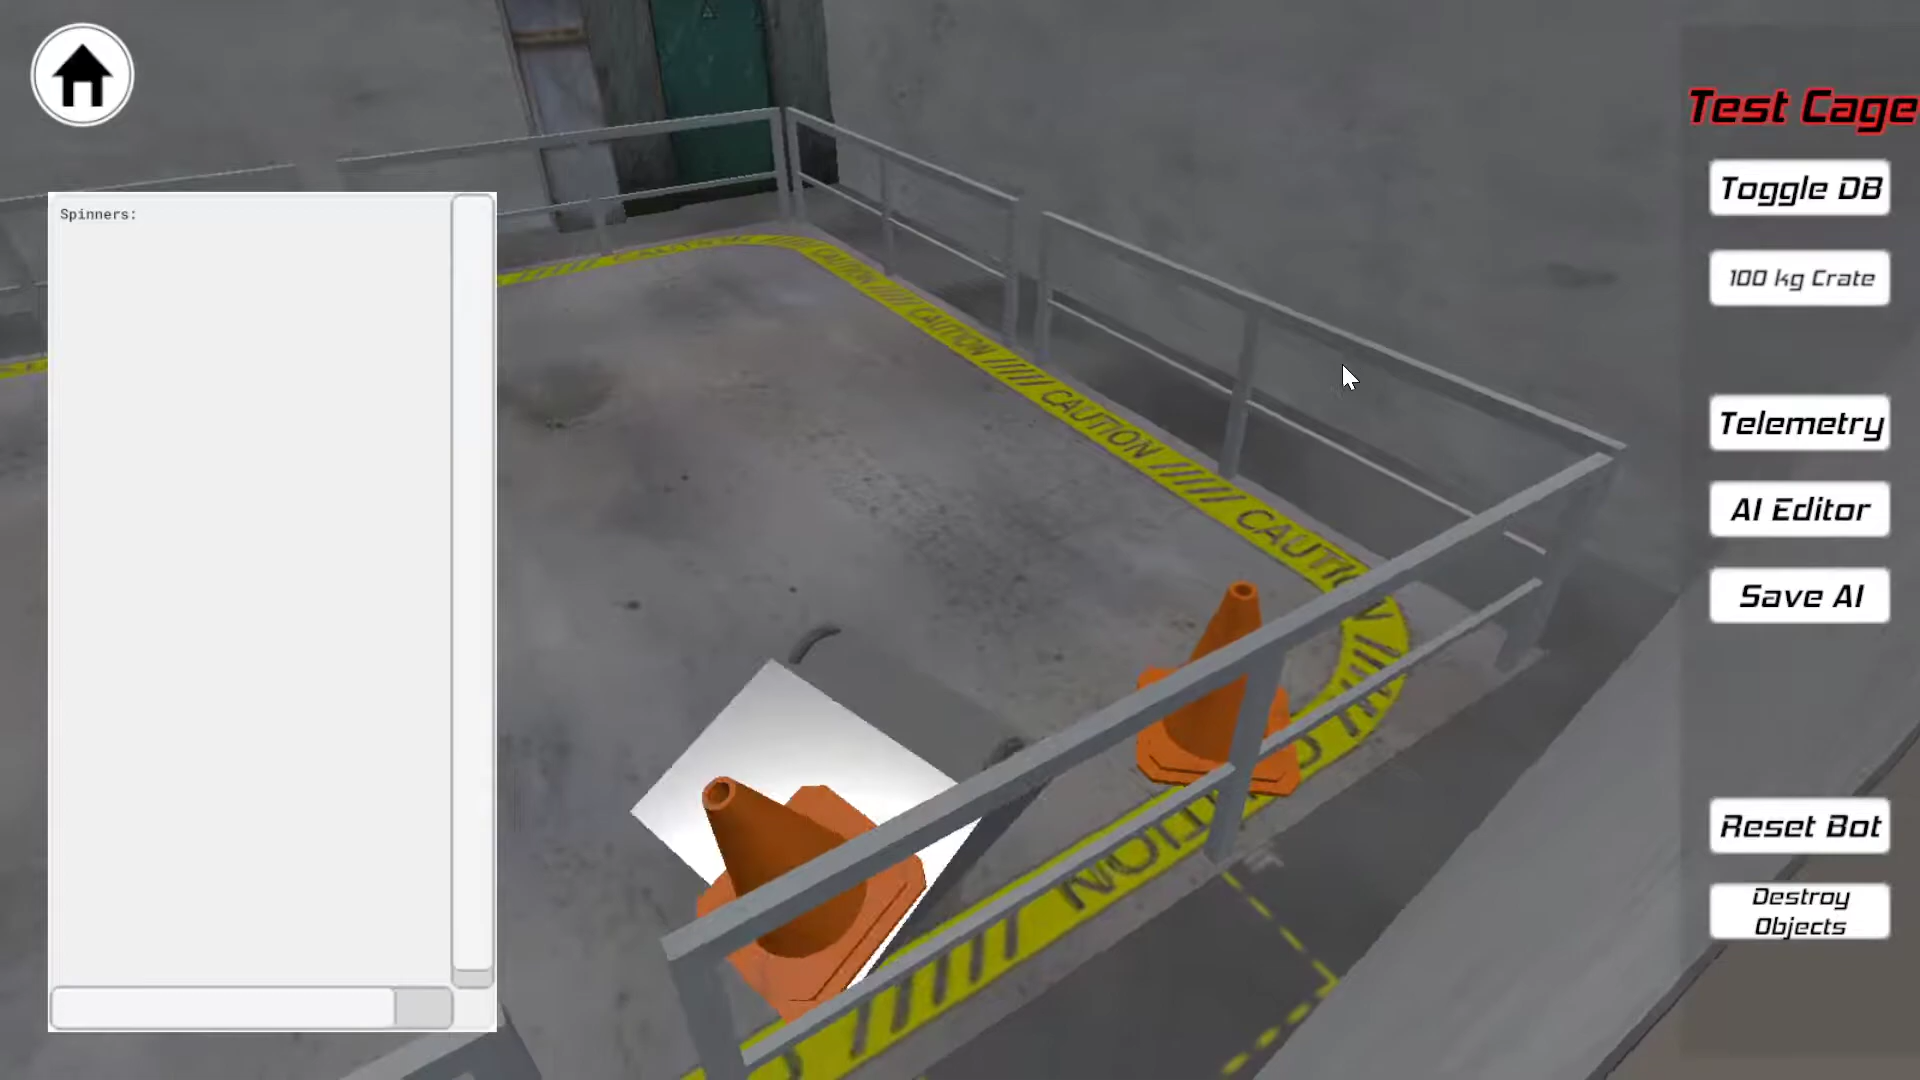 Test Cage
Toggle DB
100 kg Crate
Spinners:
Telemetry
AI Editor
Save AI
Reset Bot
Destroy
Objects
CAUTION
CAUTION
CAUTION
CAUTION